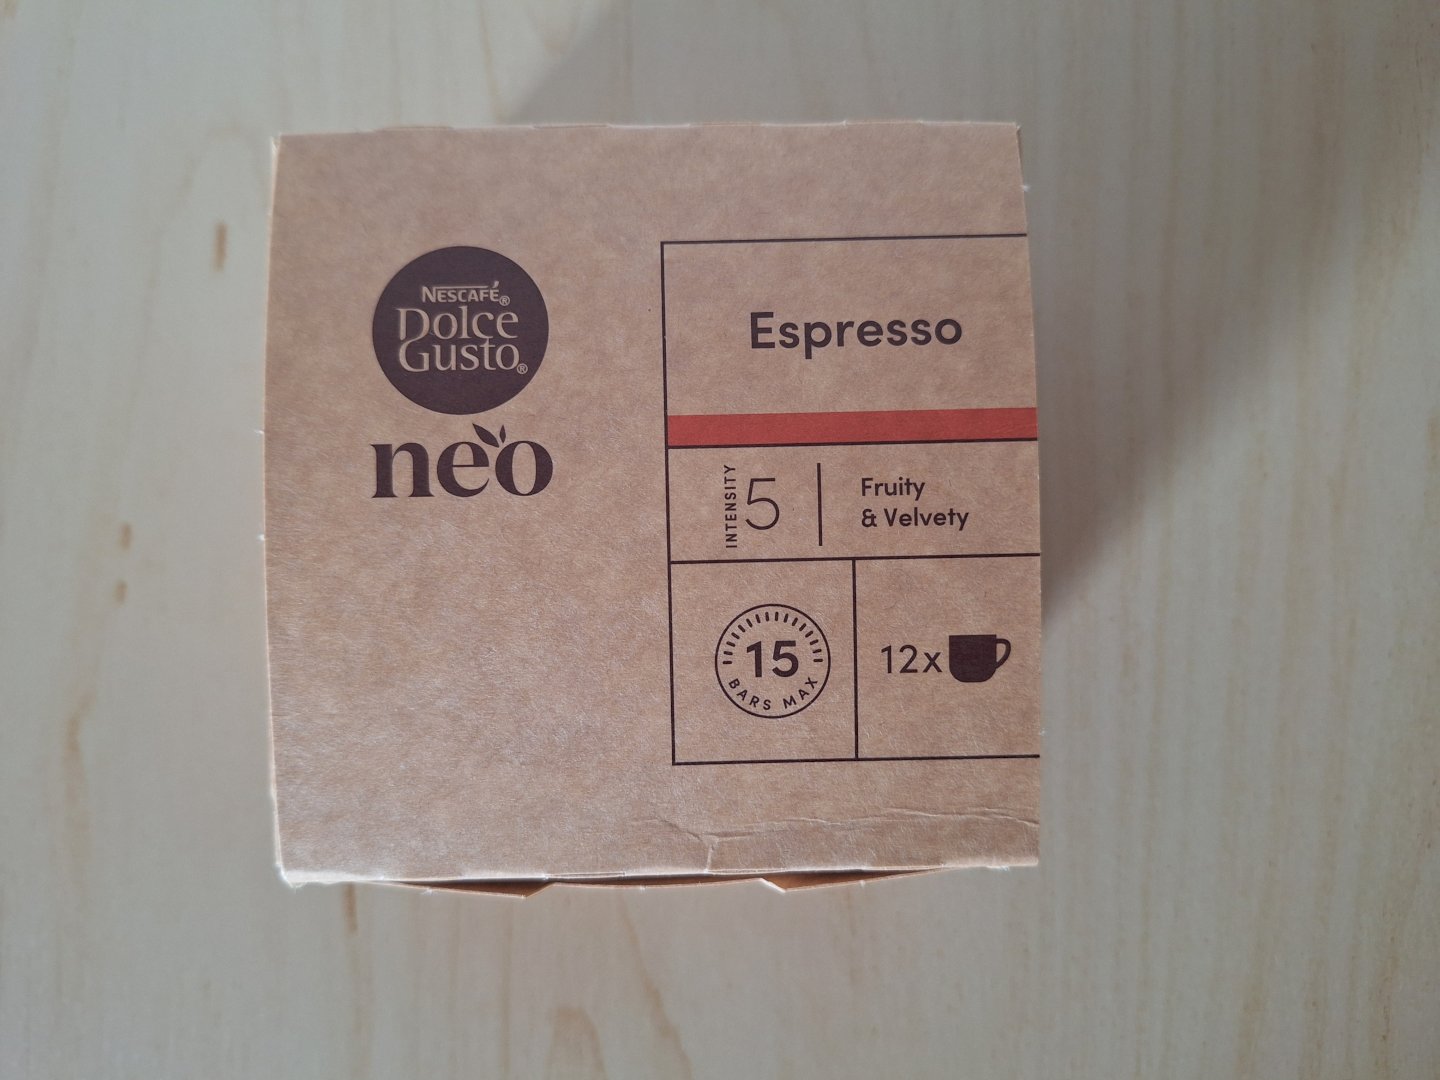 NESCAFÉ®
Dolce
Gusto®
neo
Espresso
INTENSITY
5
Fruity
& Velvety
15
BARS MAX
12x